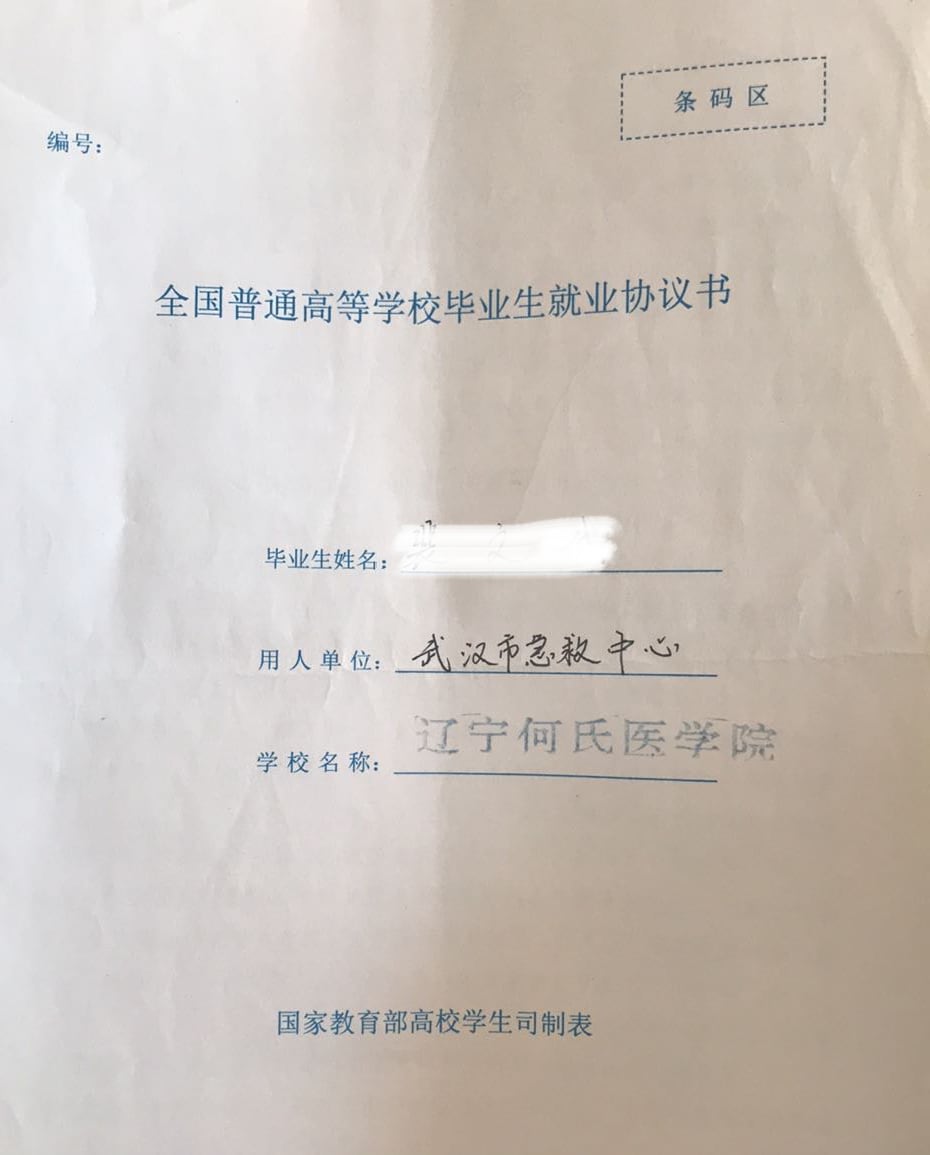 条码区
编号：
全国普通高等学校毕业生就业协议书
毕业生姓名：
用人单位：武汉市急救中心
学校名称：辽宁何氏医学院
国家教育部高校学生司制表